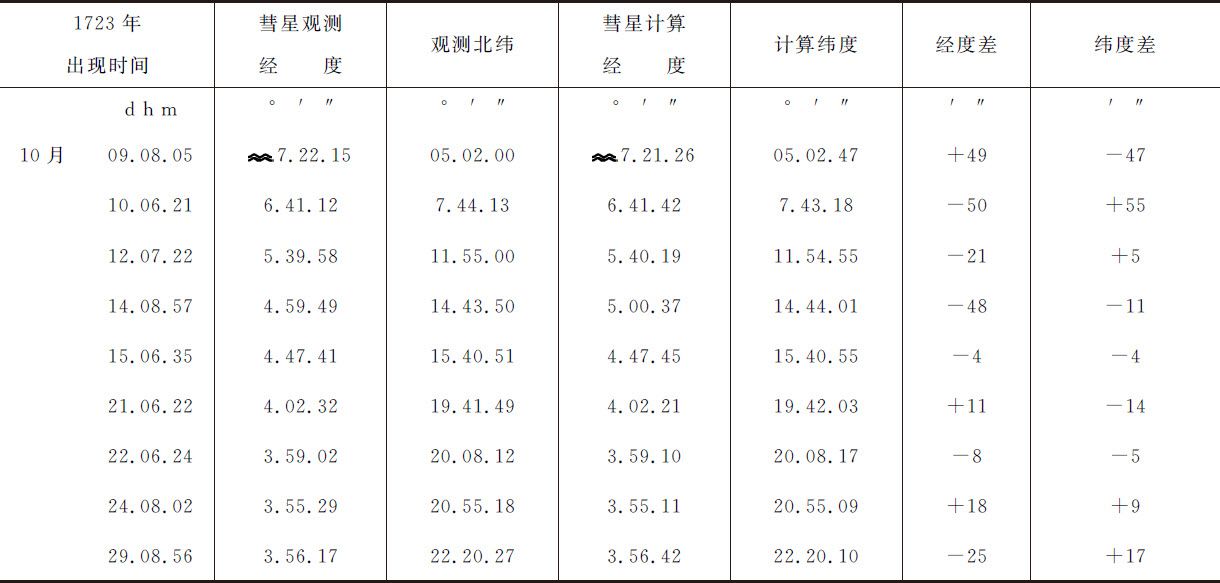 1723 年 彗星观测 观测北纬 彗星计算 计算纬度 经度差 纬度差
出现时间 经 度 经 度
d h m ° ′ ″ ° ′ ″ ° ′ ″ ° ′ ″ ′ ″ ′ ″
10 月 09.08.05 ♒.7.22.15 05.02.00 ♒.7.21.26 05.02.47 +49 −47
10.06.21 6.41.12 7.44.13 6.41.42 7.43.18 −50 +55
12.07.22 5.39.58 11.55.00 5.40.19 11.54.55 −21 +5
14.08.57 4.59.49 14.43.50 5.00.37 14.44.01 −48 −11
15.06.35 4.47.41 15.40.51 4.47.45 15.40.55 −4 −4
21.06.22 4.02.32 19.41.49 4.02.21 19.42.03 +11 −14
22.06.24 3.59.02 20.08.12 3.59.10 20.08.17 −8 −5
24.08.02 3.55.29 20.55.18 3.55.11 20.55.09 +18 +9
29.08.56 3.56.17 22.20.27 3.56.42 22.20.10 −25 +17